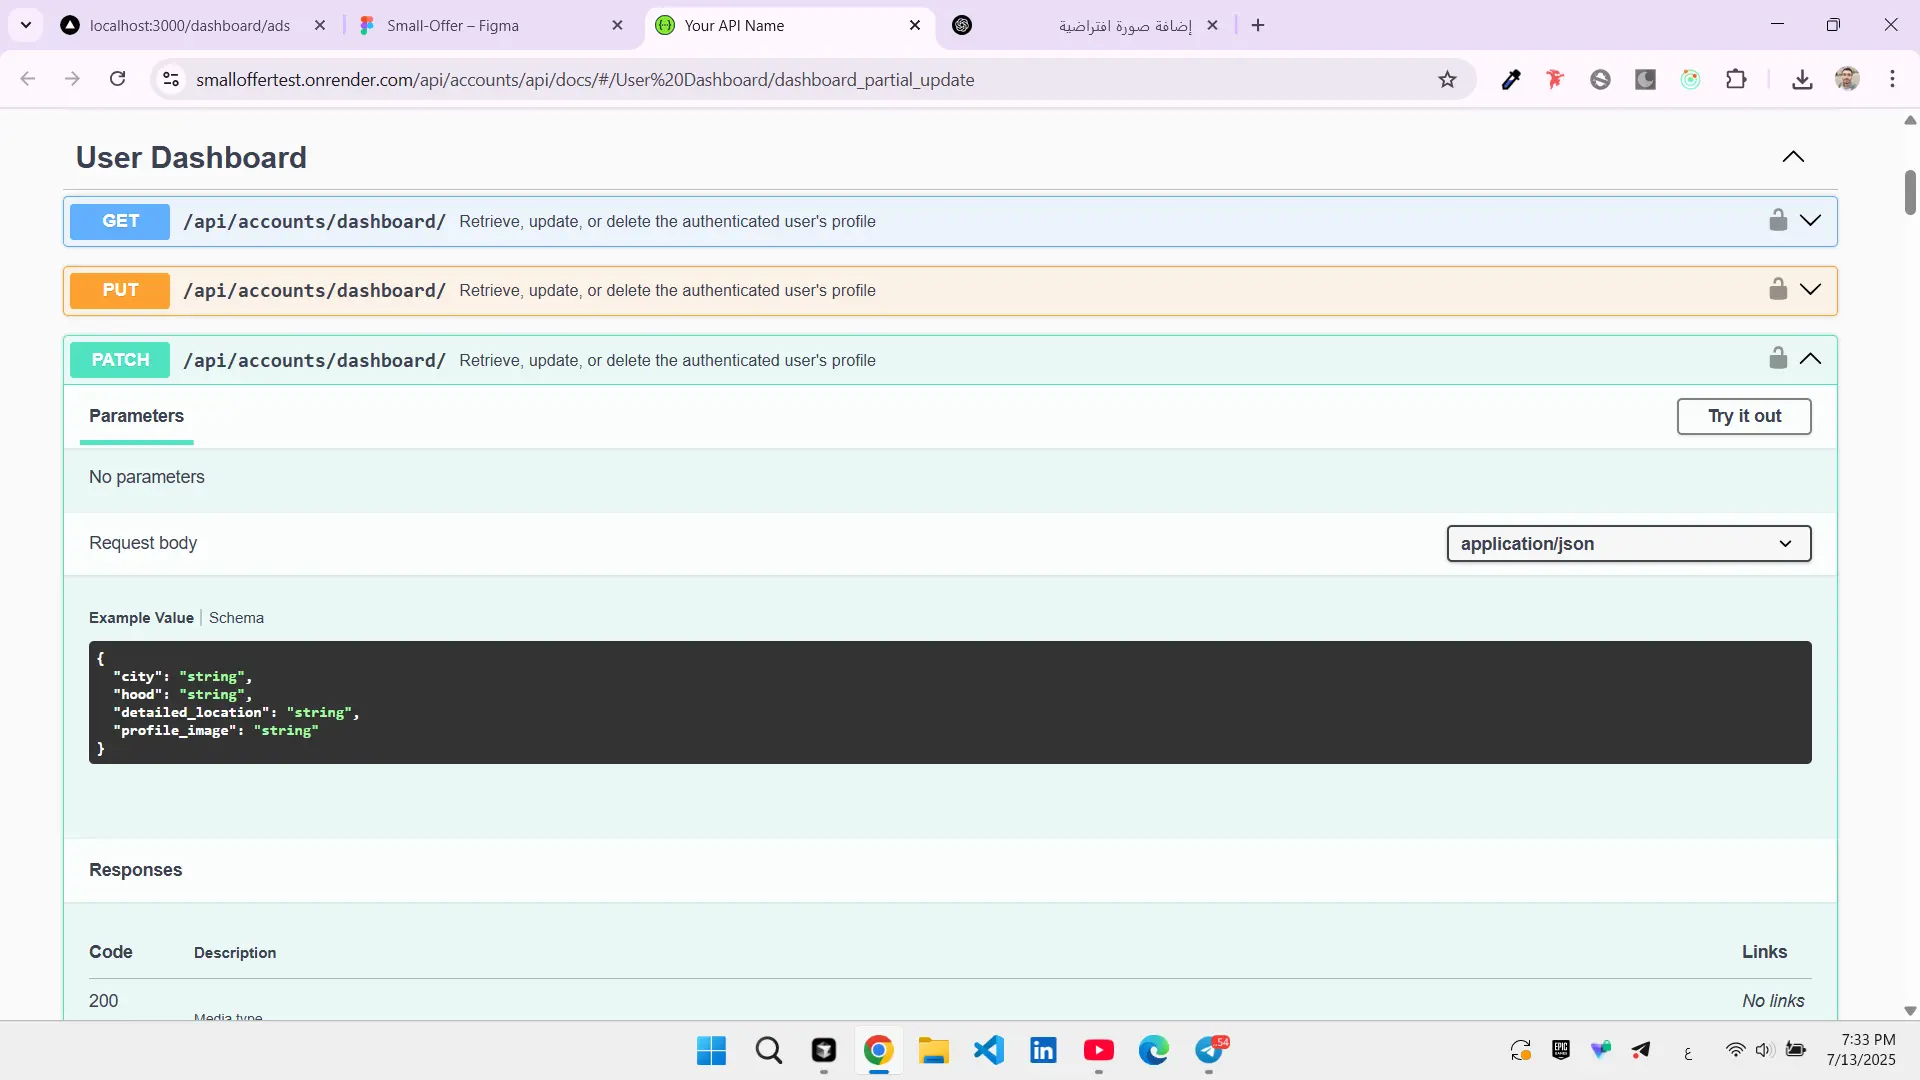 localhost:3000/dashboard/ads
Small-Offer – Figma
Your API Name
إضافة صورة افتراضية
smalloffertest.onrender.com/api/accounts/api/docs/#/User%20Dashboard/dashboard_partial_update
User Dashboard
GET /api/accounts/dashboard/ Retrieve, update, or delete the authenticated user's profile
PUT /api/accounts/dashboard/ Retrieve, update, or delete the authenticated user's profile
PATCH /api/accounts/dashboard/ Retrieve, update, or delete the authenticated user's profile
Parameters
Try it out
No parameters
Request body
application/json
Example Value
Schema
{
"city": "string",
"hood": "string",
"detailed_location": "string",
"profile_image": "string"
}
Responses
Code Description Links
200 No links
Media type
54
EPIC GAMES
ع
7:33 PM
7/13/2025